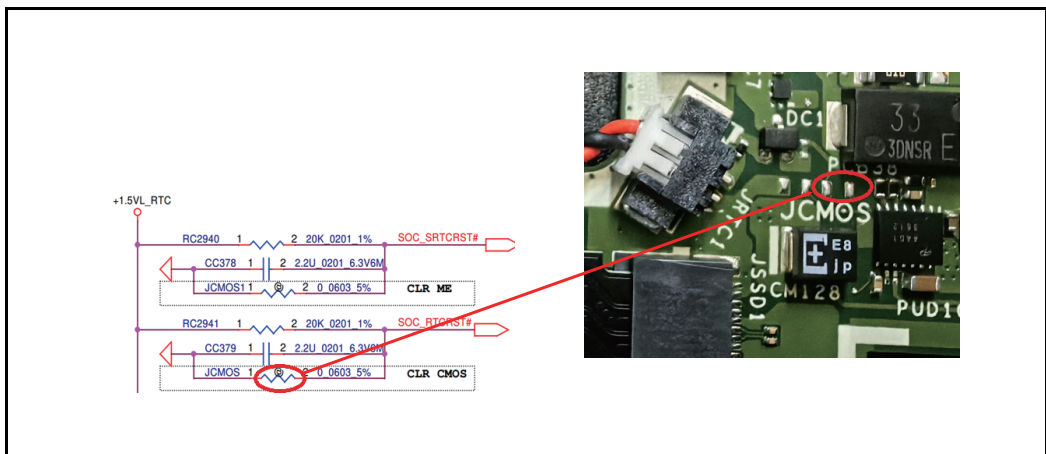 +1.5VL_RTC
RC2940 1 2 20K_0201_1% SOC_SRTCRST#
CC378 1 2 2.2U_0201_6.3V6M
JCMOS1 1 @ 2 0_0603_5% CLR ME
RC2941 1 2 20K_0201_1% SOC_RTCRST#
CC379 1 2 2.2U_0201_6.3V6M
JCMOS 1 @ 2 0_0603_5% CLR CMOS
DC1
33
3DNSR E
JCMOS
JRTC1
E8
jp
JSSD1
CM128